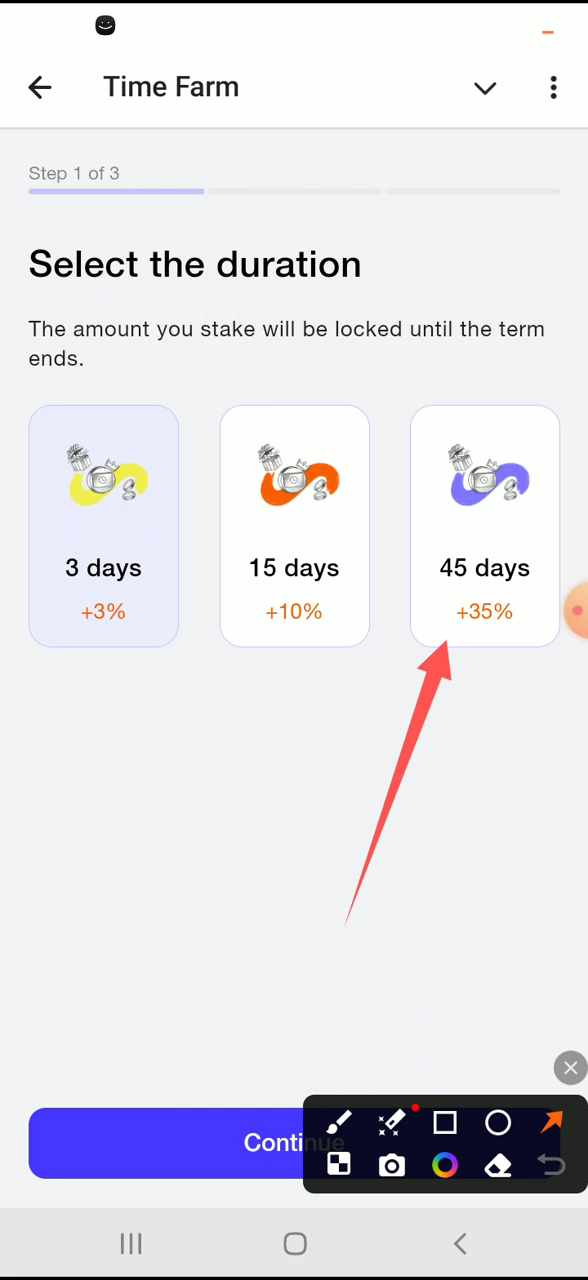 Time Farm
Step 1 of 3
Select the duration
The amount you stake will be locked until the term
ends.
3 days
15 days
45 days
+3%
+10%
+35%
Continue